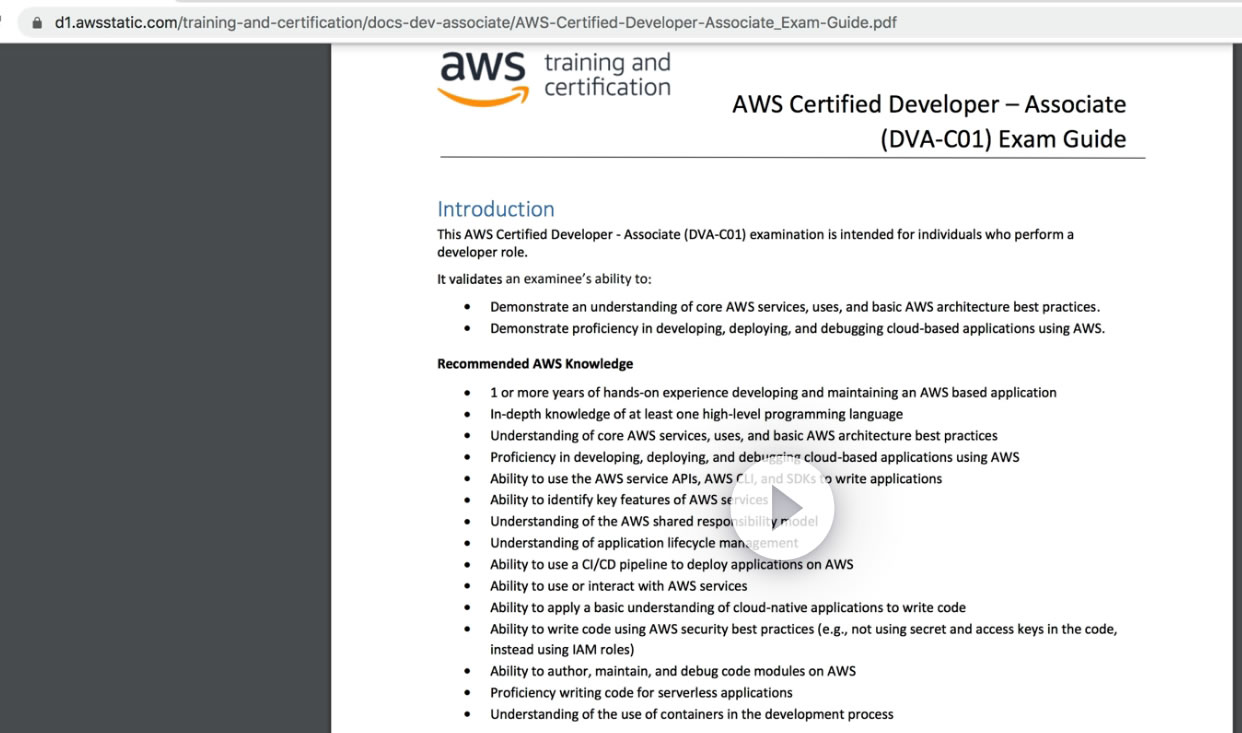 d1.awsstatic.com/training-and-certification/docs-dev-associate/AWS-Certified-Developer-Associate_Exam-Guide.pdf
aws training and
certification
AWS Certified Developer – Associate
(DVA-C01) Exam Guide
Introduction
This AWS Certified Developer - Associate (DVA-C01) examination is intended for individuals who perform a
developer role.
It validates an examinee's ability to:
• Demonstrate an understanding of core AWS services, uses, and basic AWS architecture best practices.
• Demonstrate proficiency in developing, deploying, and debugging cloud-based applications using AWS.
Recommended AWS Knowledge
• 1 or more years of hands-on experience developing and maintaining an AWS based application
• In-depth knowledge of at least one high-level programming language
• Understanding of core AWS services, uses, and basic AWS architecture best practices
• Proficiency in developing, deploying, and debugging cloud-based applications using AWS
• Ability to use the AWS service APIs, AWS CLI, and SDKs to write applications
• Ability to identify key features of AWS services
• Understanding of the AWS shared responsibility model
• Understanding of application lifecycle management
• Ability to use a CI/CD pipeline to deploy applications on AWS
• Ability to use or interact with AWS services
• Ability to apply a basic understanding of cloud-native applications to write code
• Ability to write code using AWS security best practices (e.g., not using secret and access keys in the code,
instead using IAM roles)
• Ability to author, maintain, and debug code modules on AWS
• Proficiency writing code for serverless applications
• Understanding of the use of containers in the development process